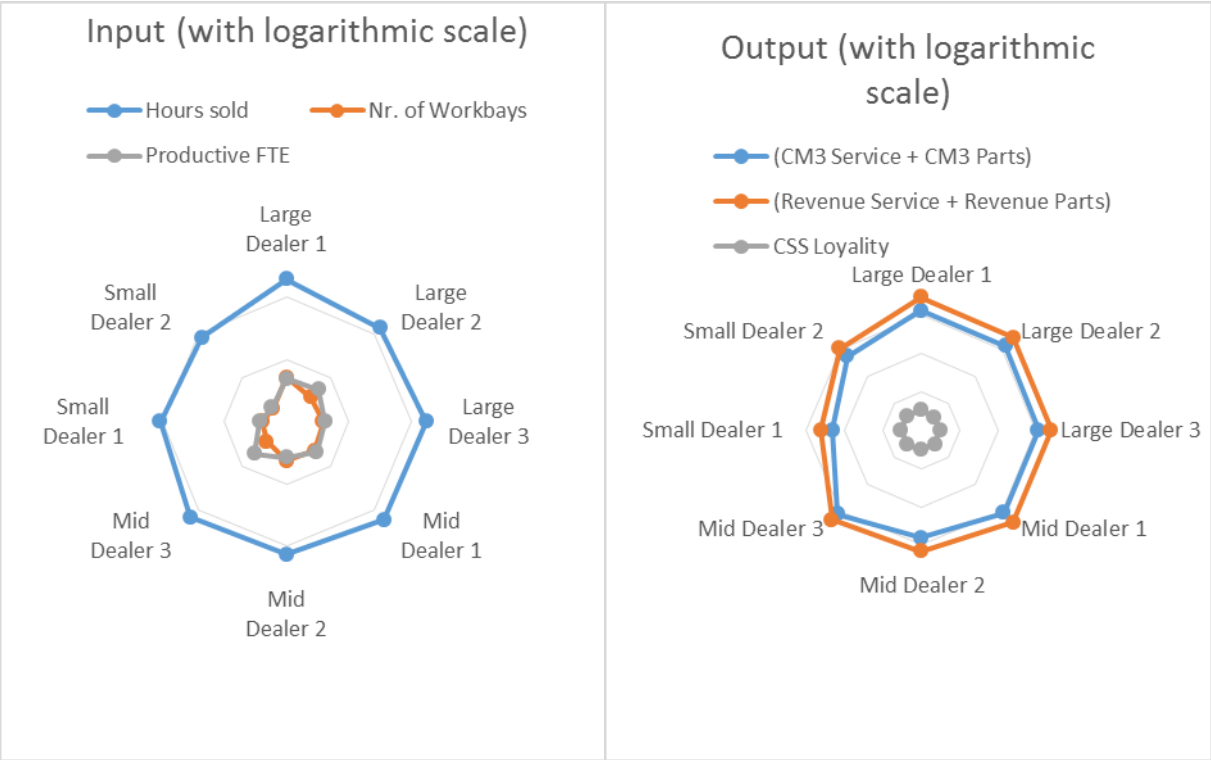 Input (with logarithmic scale)
Hours sold
Nr. of Workbays
Productive FTE
Large
Dealer 1
Large
Dealer 2
Large
Dealer 3
Mid
Dealer 1
Mid
Dealer 2
Mid
Dealer 3
Small
Dealer 1
Small
Dealer 2
Output (with logarithmic
scale)
(CM3 Service + CM3 Parts)
(Revenue Service + Revenue Parts)
CSS Loyality
Large Dealer 1
Large Dealer 2
Large Dealer 3
Mid Dealer 1
Mid Dealer 2
Mid Dealer 3
Small Dealer 1
Small Dealer 2